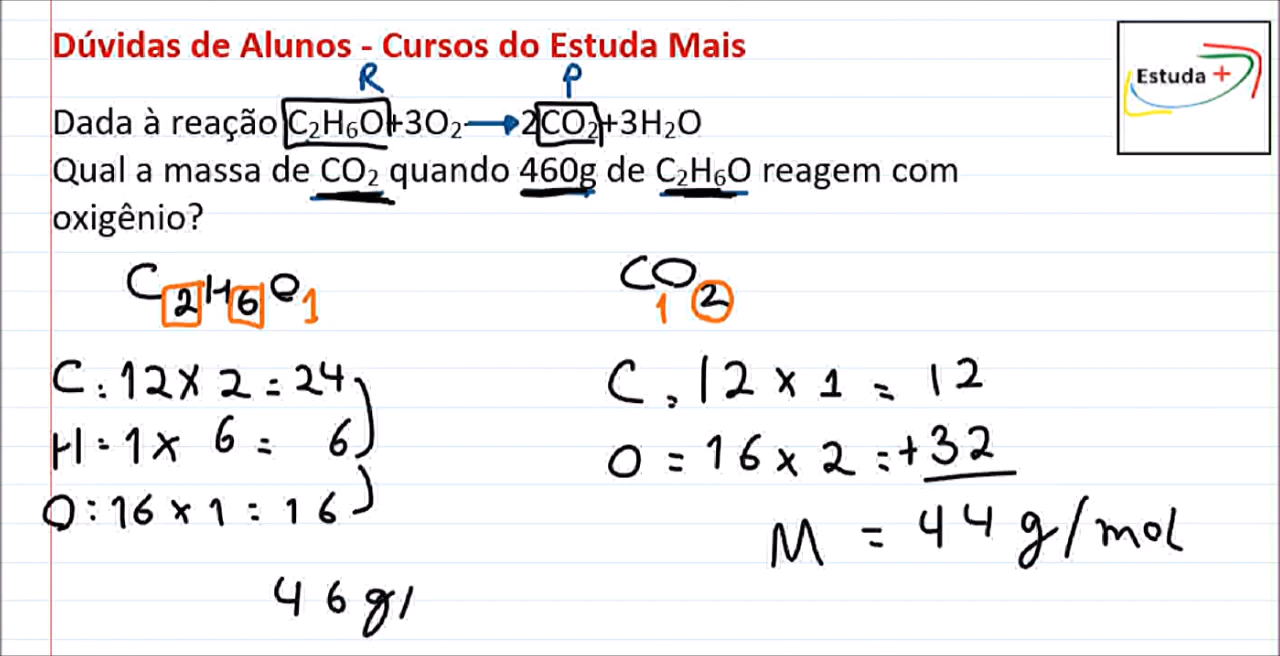 Dúvidas de Alunos - Cursos do Estuda Mais
Estuda +
R P
Dada à reação C₂H₆O+3O₂→2CO₂+3H₂O
Qual a massa de CO₂ quando 460g de C₂H₆O reagem com
oxigênio?
C₂H₆O₁
C: 12 x 2 = 24
H = 1 x 6 = 6
O: 16 x 1 = 16
46 g/
CO₂
1
C: 12 x 1 = 12
O = 16 x 2 = +32
M = 44 g/mol